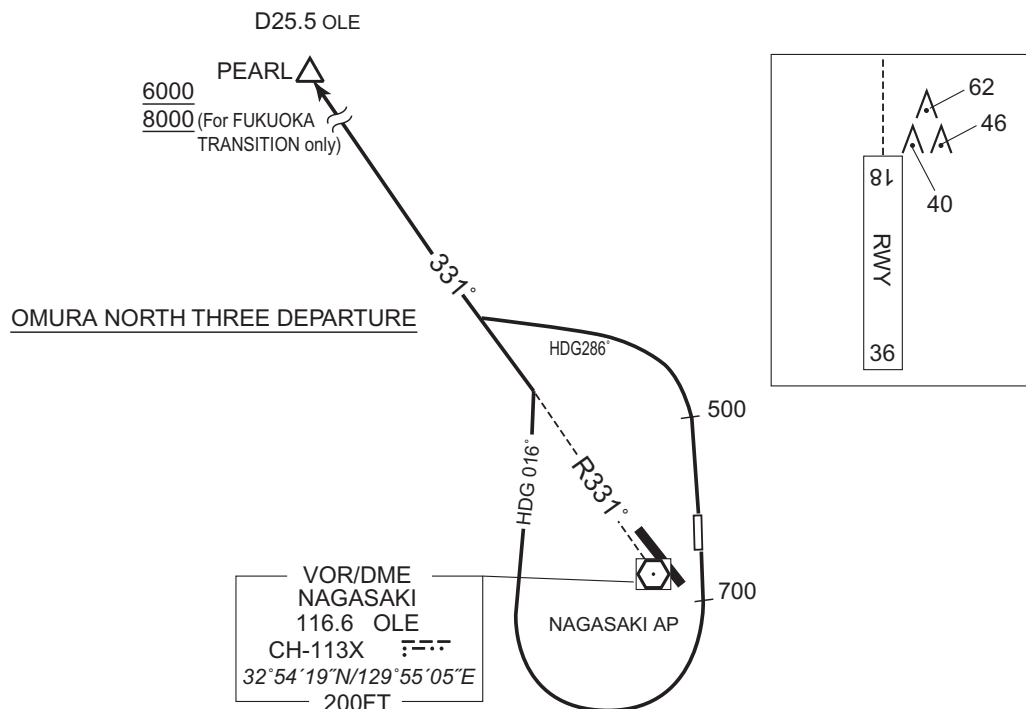 D25.5 OLE
PEARL
6000
8000 (For FUKUOKA
TRANSITION only)
62
46
40
18
RWY
36
331°
OMURA NORTH THREE DEPARTURE
HDG286°
500
HDG 016°
R331°
700
NAGASAKI AP
VOR/DME
NAGASAKI
116.6 OLE
CH-113X
32°54´19˝N/129°55´05˝E
200FT